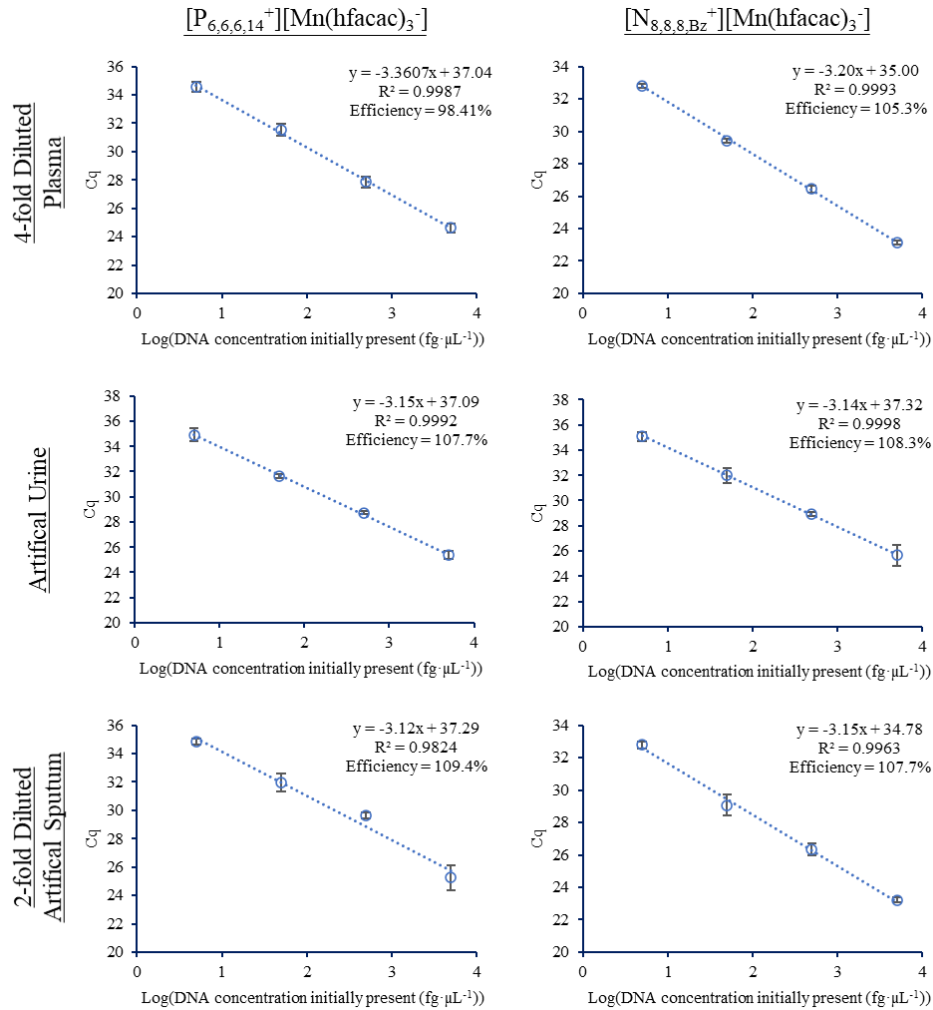 [P6,6,6,14+][Mn(hfacac)3-]
[N8,8,8,Bz+][Mn(hfacac)3-]
4-fold Diluted
Plasma
36
34
32
30
28
26
24
22
20
Cq
y = -3.3607x + 37.04
R² = 0.9987
Efficiency = 98.41%
0 1 2 3 4
Log(DNA concentration initially present (fg·µL-1))
34
32
30
28
26
24
22
20
Cq
y = -3.20x + 35.00
R² = 0.9993
Efficiency = 105.3%
0 1 2 3 4
Log(DNA concentration initially present (fg·µL-1))
Artifical Urine
38
36
34
32
30
28
26
24
22
20
Cq
y = -3.15x + 37.09
R² = 0.9992
Efficiency = 107.7%
0 1 2 3 4
Log(DNA concentration initially present (fg·µL-1))
38
36
34
32
30
28
26
24
22
20
Cq
y = -3.14x + 37.32
R² = 0.9998
Efficiency = 108.3%
0 1 2 3 4
Log(DNA concentration initially present (fg·µL-1))
2-fold Diluted
Artifical Sputum
36
34
32
30
28
26
24
22
20
Cq
y = -3.12x + 37.29
R² = 0.9824
Efficiency = 109.4%
0 1 2 3 4
Log(DNA concentration initially present (fg·µL-1))
34
32
30
28
26
24
22
20
Cq
y = -3.15x + 34.78
R² = 0.9963
Efficiency = 107.7%
0 1 2 3 4
Log(DNA concentration initially present (fg·µL-1))